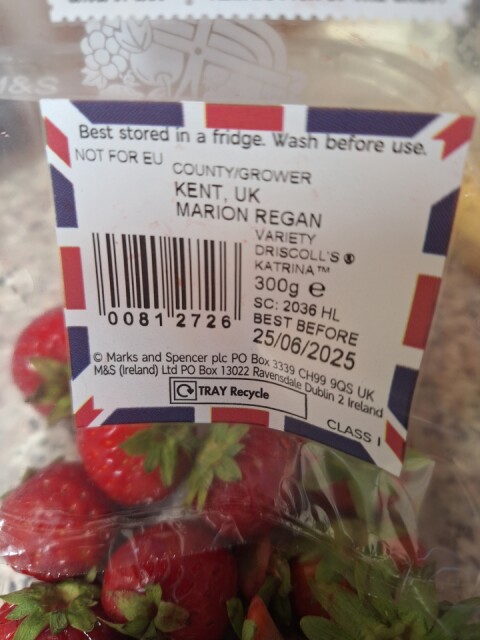 M&S
Best stored in a fridge. Wash before use.
NOT FOR EU
COUNTY/GROWER
KENT, UK
MARION REGAN
VARIETY
DRISCOLL'S ®
KATRINA™
300g ℮
SC: 2036 HL
BEST BEFORE
25/06/2025
0081 2726
© Marks and Spencer plc PO Box 3339 CH99 9QS UK
M&S (Ireland) Ltd PO Box 13022 Ravensdale Dublin 2 Ireland
TRAY Recycle
CLASS I